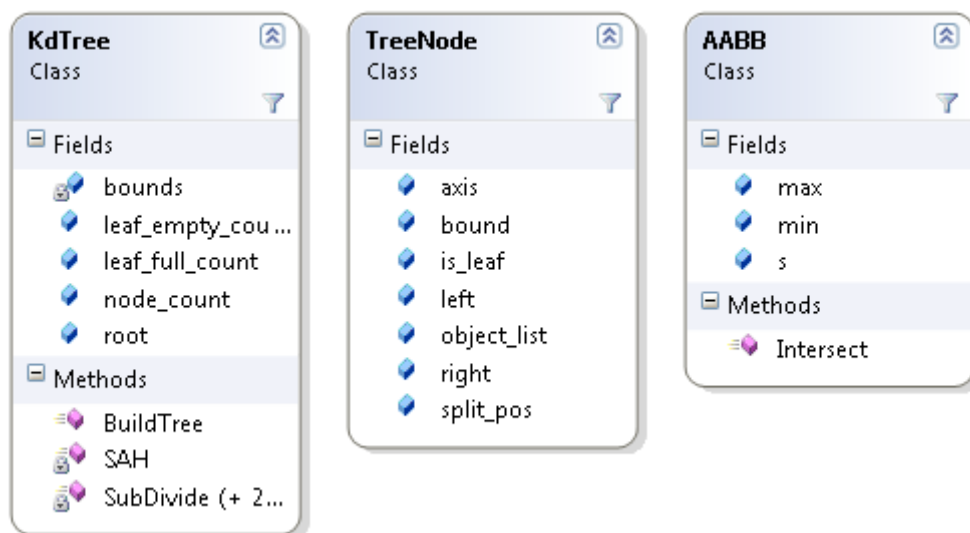 KdTree
Class
Fields
bounds
leaf_empty_cou...
leaf_full_count
node_count
root
Methods
BuildTree
SAH
SubDivide (+ 2...
TreeNode
Class
Fields
axis
bound
is_leaf
left
object_list
right
split_pos
AABB
Class
Fields
max
min
s
Methods
Intersect